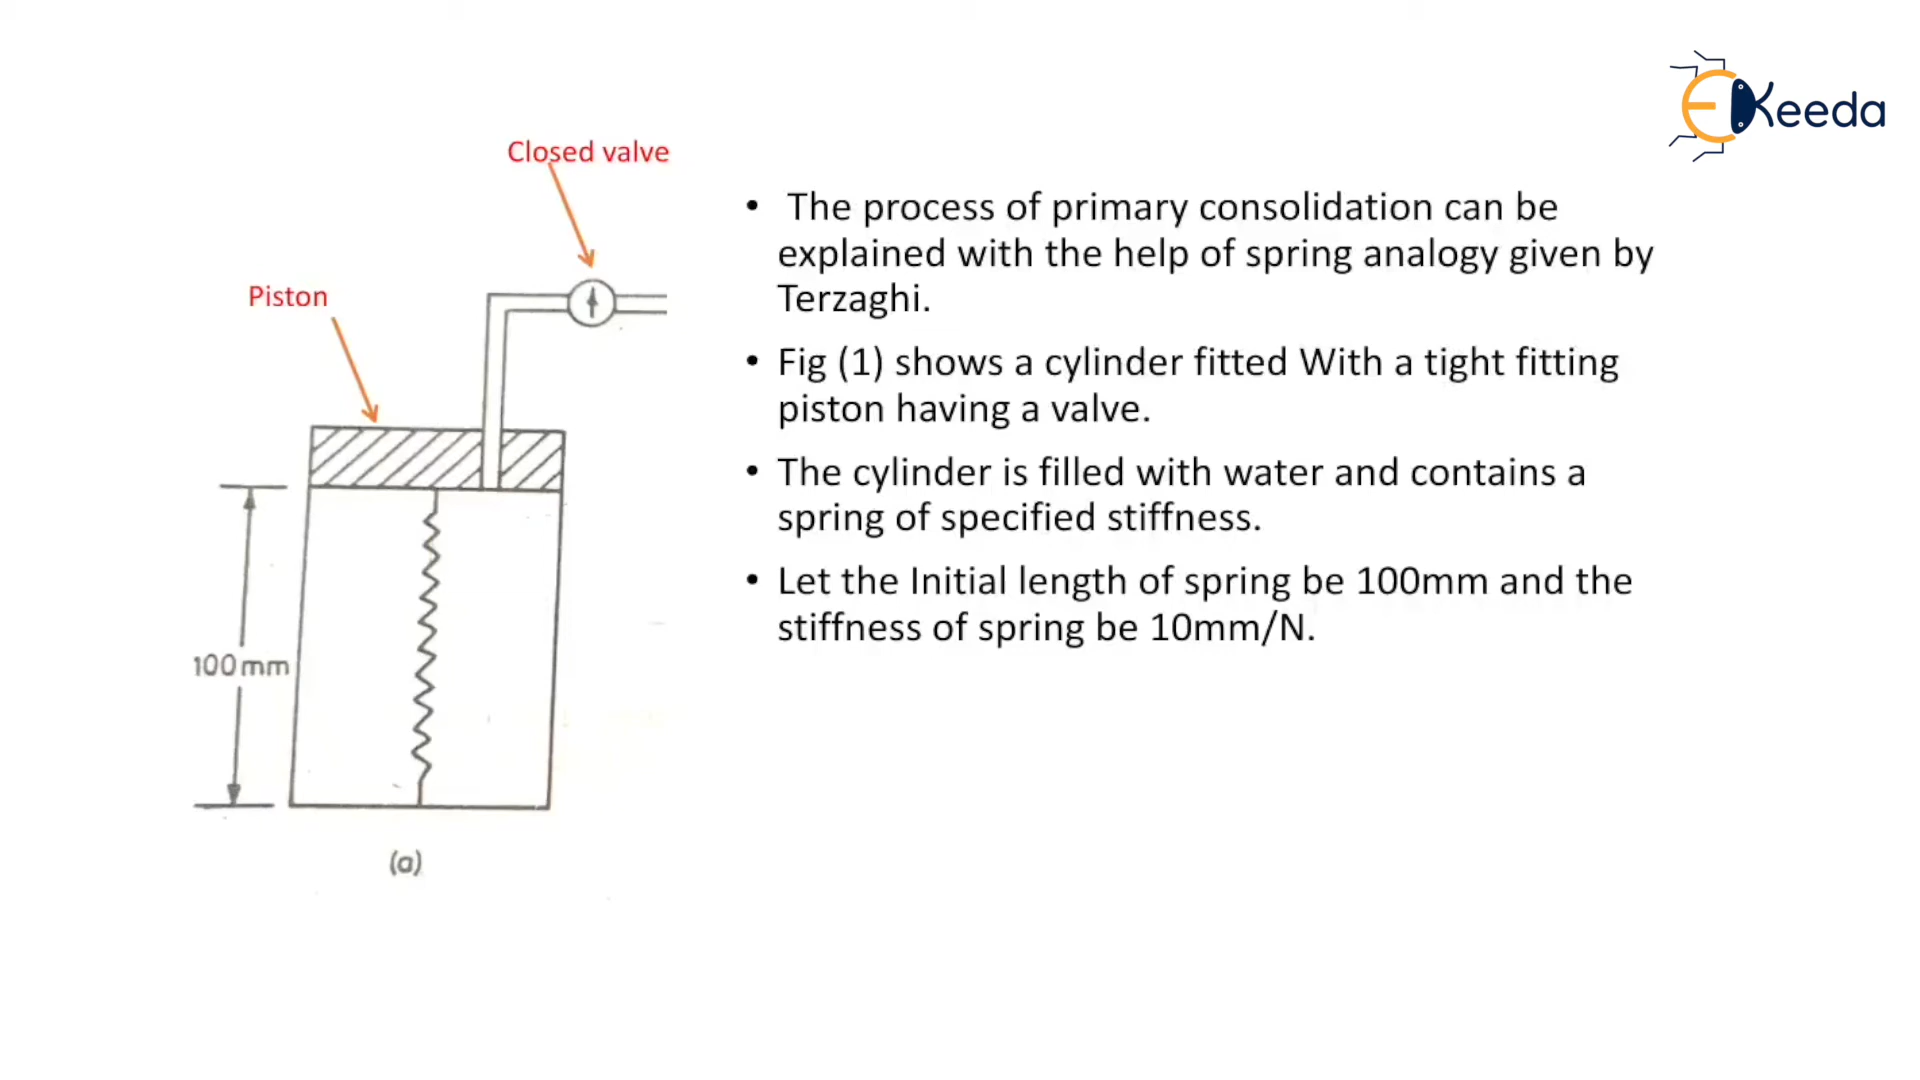 EKeeda
Closed valve
Piston
100mm
(a)
• The process of primary consolidation can be
explained with the help of spring analogy given by
Terzaghi.
• Fig (1) shows a cylinder fitted With a tight fitting
piston having a valve.
• The cylinder is filled with water and contains a
spring of specified stiffness.
• Let the Initial length of spring be 100mm and the
stiffness of spring be 10mm/N.